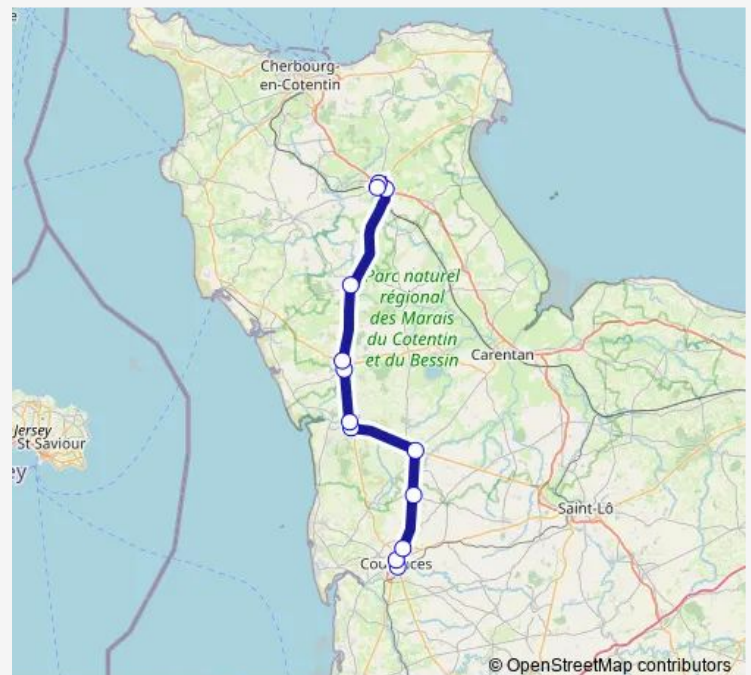 e
Cherbourg-
en-Cotentin
Parc naturel
régional
des Marais
du Cotentin
et du Bessin
Carentan
Jersey
St Saviour
ey
Saint-Lô
© OpenStreetMap contributors